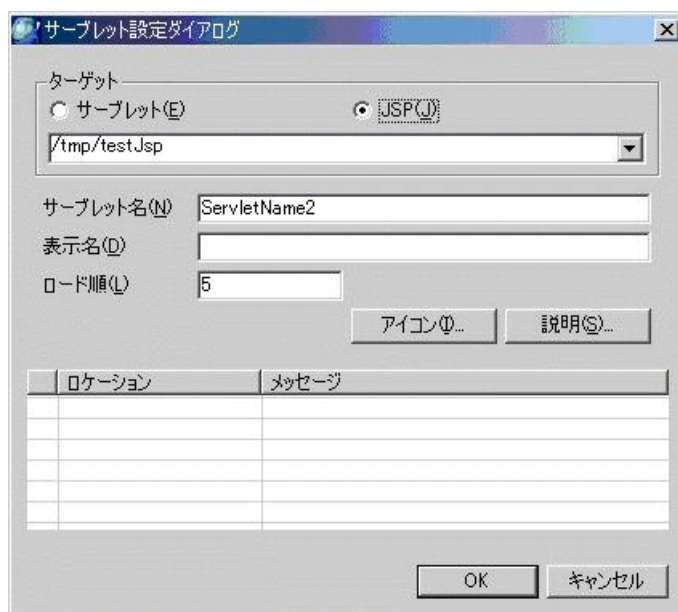 サーブレット設定ダイアログ
ターゲット
サーブレット(E) JSP(J)
/tmp/testJsp
サーブレット名(N) ServletName2
表示名(D)
ロード順(L) 5
アイコン(I)... 説明(S)...
ロケーション メッセージ
OK キャンセル